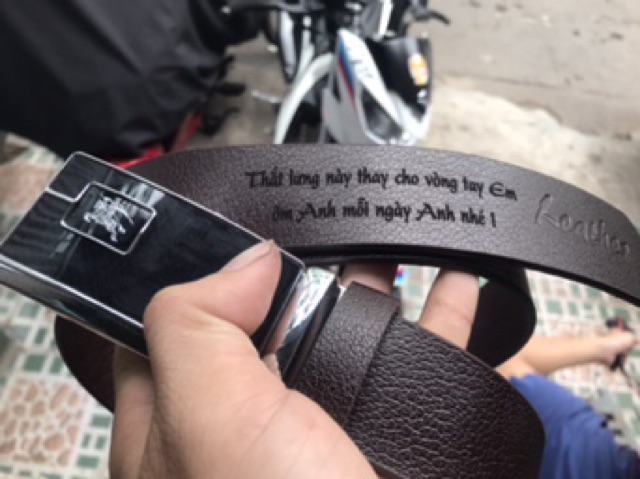 Thắt lưng này thay cho vòng tay Em
ôm Anh mỗi ngày Anh nhé !
Leather